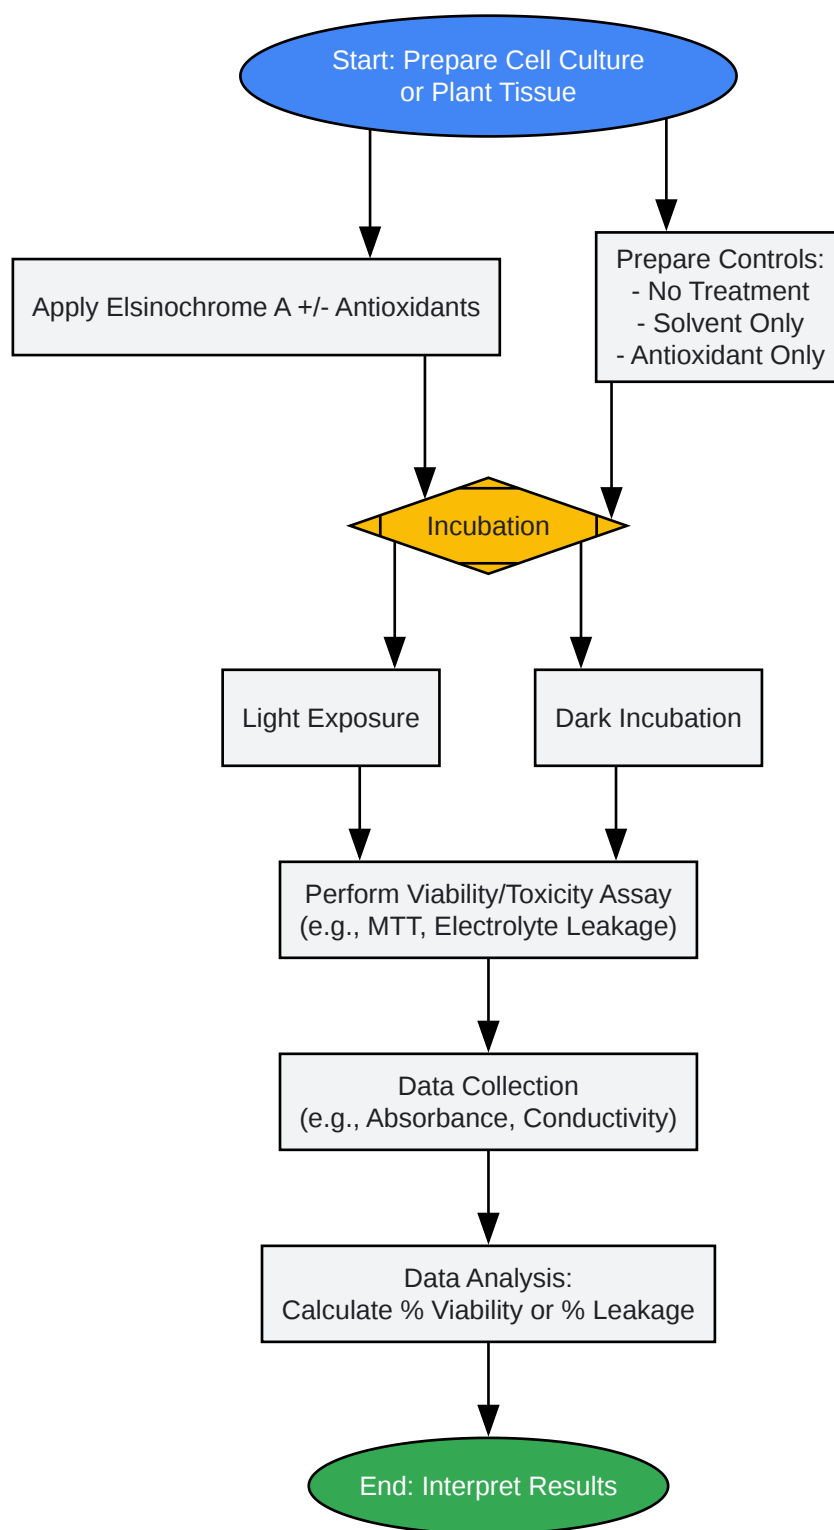 Start: Prepare Cell Culture
or Plant Tissue
Apply Elsinochrome A +/- Antioxidants
Prepare Controls:
- No Treatment
- Solvent Only
- Antioxidant Only
Incubation
Light Exposure
Dark Incubation
Perform Viability/Toxicity Assay
(e.g., MTT, Electrolyte Leakage)
Data Collection
(e.g., Absorbance, Conductivity)
Data Analysis:
Calculate % Viability or % Leakage
End: Interpret Results